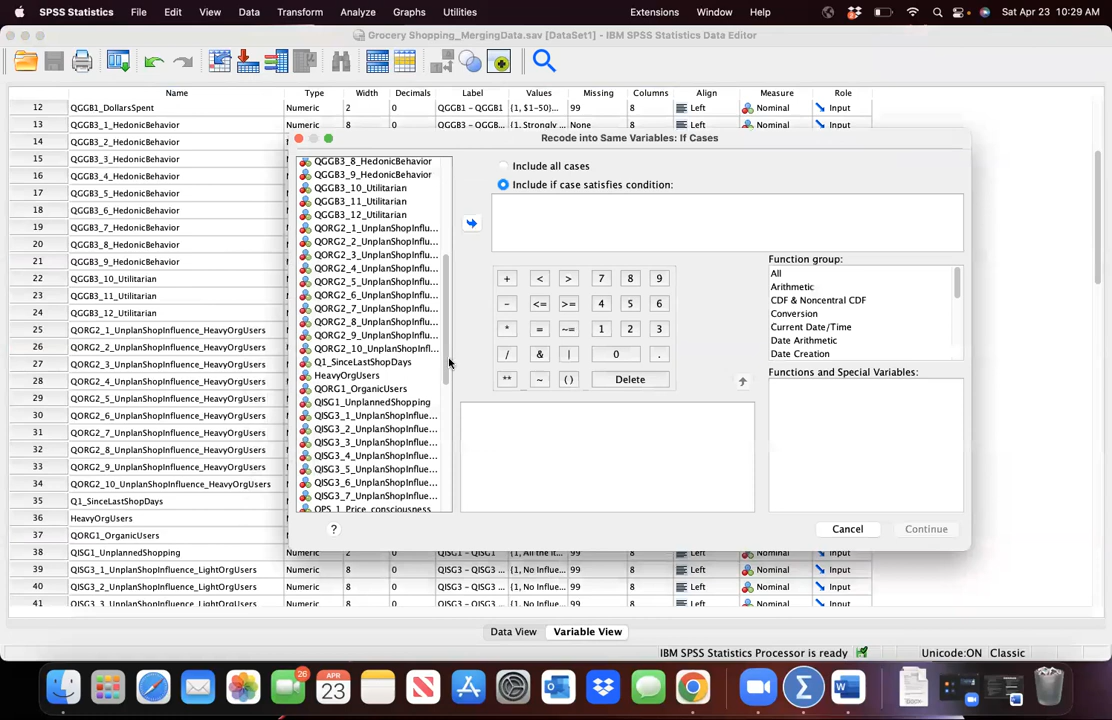 SPSS Statistics File Edit View Data Transform Analyze Graphs Utilities Extensions Window Help Sat Apr 23 10:29 AM
Grocery Shopping_MergingData.sav [DataSet1] - IBM SPSS Statistics Data Editor
Name Type Width Decimals Label Values Missing Columns Align Measure Role
12 QGGB1_DollarsSpent Numeric 2 0 QGGB1 - QGGB1 {1, $1-50}... 99 8 Left Nominal Input
13 QGGB3_1_HedonicBehavior Numeric 8 0 QGGB3 - QGGB... {1, Strongly None 8 Left Nominal Input
14 QGGB3_2_HedonicBehavior
15 QGGB3_3_HedonicBehavior
16 QGGB3_4_HedonicBehavior
17 QGGB3_5_HedonicBehavior
18 QGGB3_6_HedonicBehavior
19 QGGB3_7_HedonicBehavior
20 QGGB3_8_HedonicBehavior
21 QGGB3_9_HedonicBehavior
22 QGGB3_10_Utilitarian
23 QGGB3_11_Utilitarian
24 QGGB3_12_Utilitarian
25 QORG2_1_UnplanShopInfluence_HeavyOrgUsers
26 QORG2_2_UnplanShopInfluence_HeavyOrgUsers
27 QORG2_3_UnplanShopInfluence_HeavyOrgUsers
28 QORG2_4_UnplanShopInfluence_HeavyOrgUsers
29 QORG2_5_UnplanShopInfluence_HeavyOrgUsers
30 QORG2_6_UnplanShopInfluence_HeavyOrgUsers
31 QORG2_7_UnplanShopInfluence_HeavyOrgUsers
32 QORG2_8_UnplanShopInfluence_HeavyOrgUsers
33 QORG2_9_UnplanShopInfluence_HeavyOrgUsers
34 QORG2_10_UnplanShopInfluence_HeavyOrgUsers
35 Q1_SinceLastShopDays
36 HeavyOrgUsers
37 QORG1_OrganicUsers
38 QISG1_UnplannedShopping Numeric 2 0 QISG1 - QISG1 {1, All the it... 99 8 Left Nominal Input
39 QISG3_1_UnplanShopInfluence_LightOrgUsers Numeric 8 0 QISG3 - QISG3 ... {1, No Influe... None 8 Left Nominal Input
40 QISG3_2_UnplanShopInfluence_LightOrgUsers Numeric 8 0 QISG3 - QISG3 ... {1, No Influe... None 8 Left Nominal Input
41 QISG3_3_UnplanShopInfluence_LightOrgUsers Numeric 8 0 QISG3 - QISG3 ... {1, No Influe... None 8 Left Nominal Input
Recode into Same Variables: If Cases
QGGB3_8_HedonicBehavior
QGGB3_9_HedonicBehavior
QGGB3_10_Utilitarian
QGGB3_11_Utilitarian
QGGB3_12_Utilitarian
QORG2_1_UnplanShopInflu...
QORG2_2_UnplanShopInflu...
QORG2_3_UnplanShopInflu...
QORG2_4_UnplanShopInflu...
QORG2_5_UnplanShopInflu...
QORG2_6_UnplanShopInflu...
QORG2_7_UnplanShopInflu...
QORG2_8_UnplanShopInflu...
QORG2_9_UnplanShopInflu...
QORG2_10_UnplanShopInfl...
Q1_SinceLastShopDays
HeavyOrgUsers
QORG1_OrganicUsers
QISG1_UnplannedShopping
QISG3_1_UnplanShopInflue...
QISG3_2_UnplanShopInflue...
QISG3_3_UnplanShopInflue...
QISG3_4_UnplanShopInflue...
QISG3_5_UnplanShopInflue...
QISG3_6_UnplanShopInflue...
QISG3_7_UnplanShopInflue...
QPS_1_Price_consciousness
Include all cases
Include if case satisfies condition:
+ < > 7 8 9
- <= >= 4 5 6
* = ~= 1 2 3
/ & | 0 .
** ~ () Delete
Function group:
All
Arithmetic
CDF & Noncentral CDF
Conversion
Current Date/Time
Date Arithmetic
Date Creation
Functions and Special Variables:
? Cancel Continue
Data View Variable View
IBM SPSS Statistics Processor is ready Unicode:ON Classic
26
APR
23